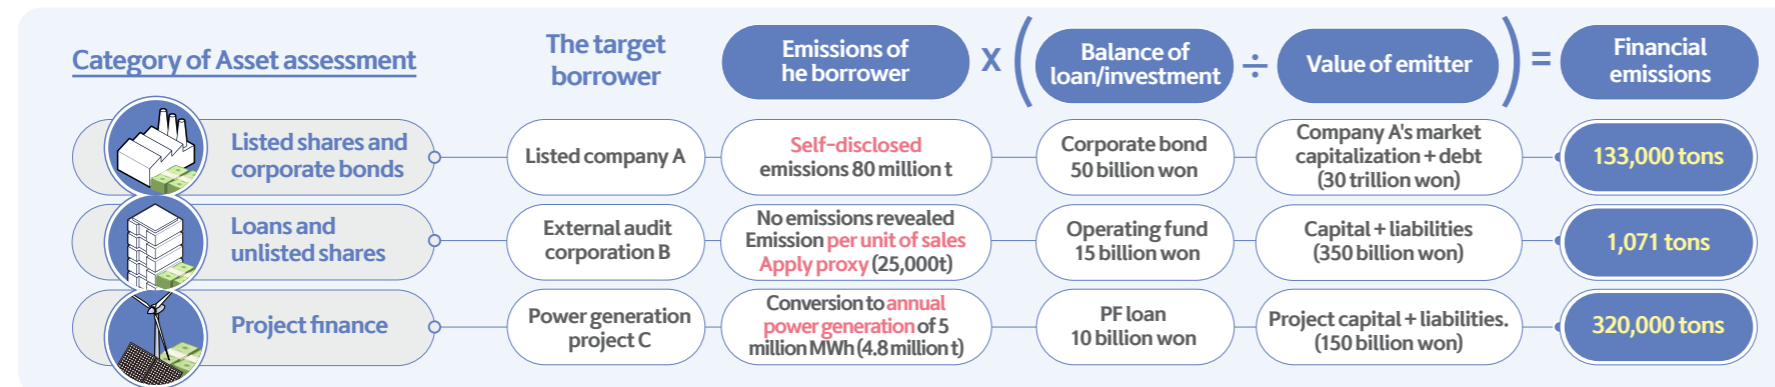 Category of Asset assessment
The target
borrower
Emissions of
he borrower
X
(
Balance of
loan/investment
÷
Value of emitter
)
=
Financial
emissions
Listed shares and
corporate bonds
Listed company A
Self-disclosed
emissions 80 million t
Corporate bond
50 billion won
Company A's market
capitalization + debt
(30 trillion won)
133,000 tons
Loans and
unlisted shares
External audit
corporation B
No emissions revealed
Emission per unit of sales
Apply proxy (25,000t)
Operating fund
15 billion won
Capital + liabilities
(350 billion won)
1,071 tons
Project finance
Power generation
project C
Conversion to annual
power generation of 5
million MWh (4.8 million t)
PF loan
10 billion won
Project capital + liabilities.
(150 billion won)
320,000 tons